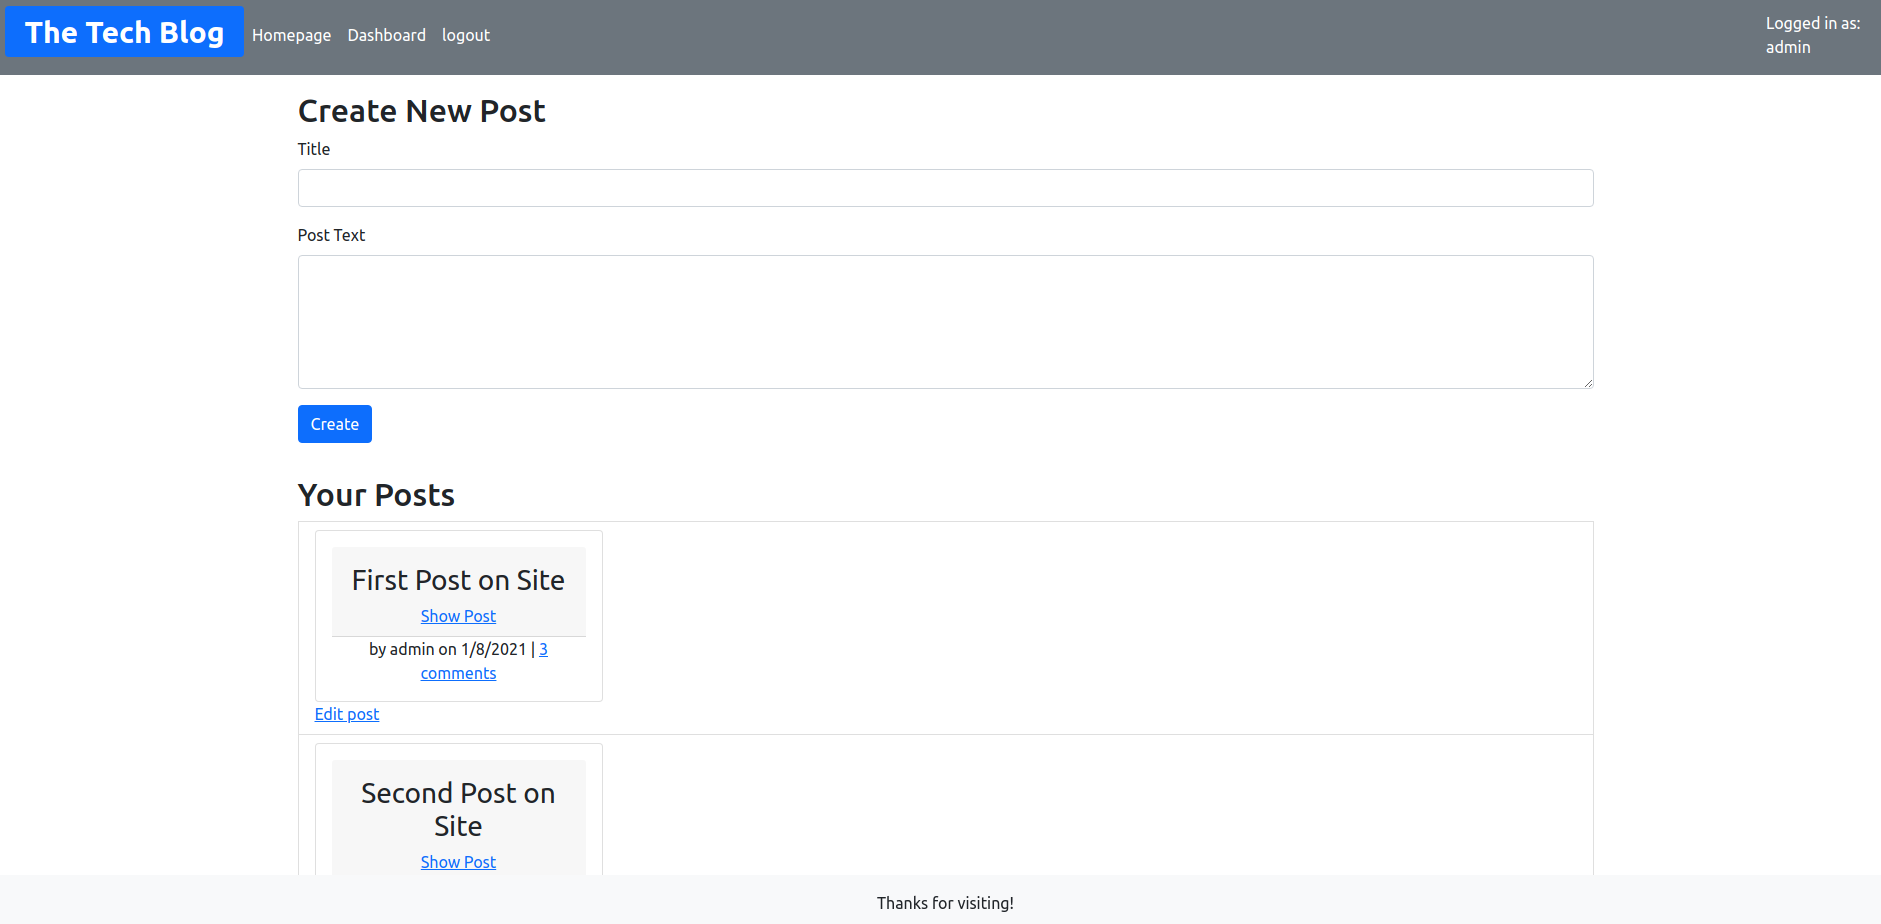 The Tech Blog Homepage Dashboard logout Logged in as:
admin
Create New Post
Title
Post Text
Create
Your Posts
First Post on Site
Show Post
by admin on 1/8/2021 | 3
comments
Edit post
Second Post on
Site
Show Post
Thanks for visiting!